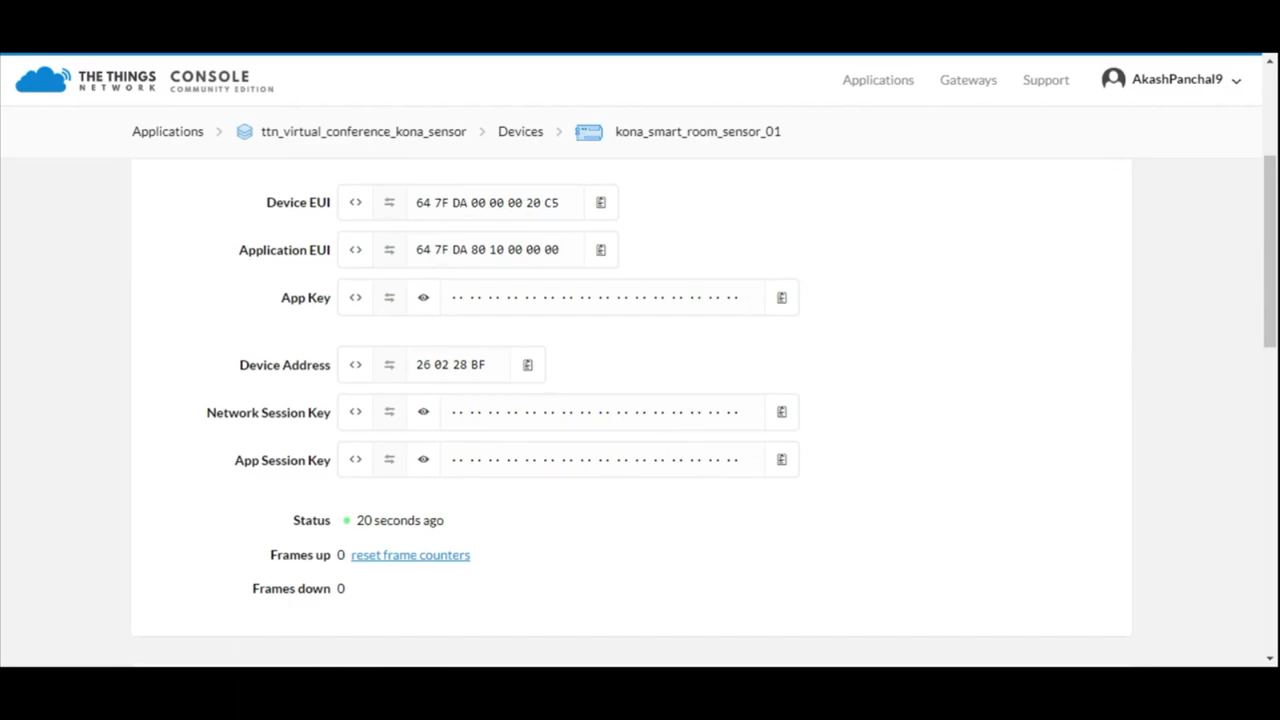 THE THINGS NETWORK CONSOLE COMMUNITY EDITION
Applications Gateways Support AkashPanchal9
Applications ttn_virtual_conference_kona_sensor Devices kona_smart_room_sensor_01
Device EUI 64 7F DA 00 00 00 20 C5
Application EUI 64 7F DA 80 10 00 00 00
App Key
Device Address 26 02 28 BF
Network Session Key
App Session Key
Status 20 seconds ago
Frames up 0 reset frame counters
Frames down 0